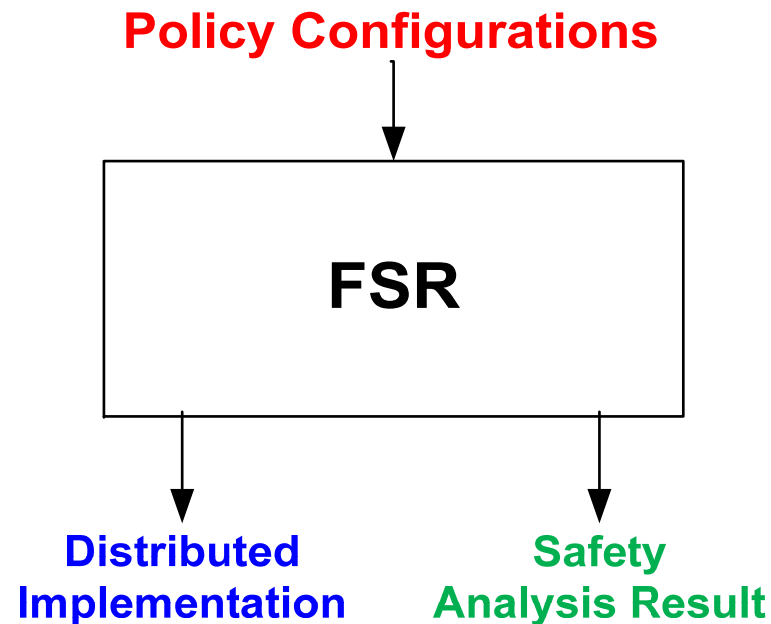 Policy Configurations
FSR
Distributed
Implementation
Safety
Analysis Result